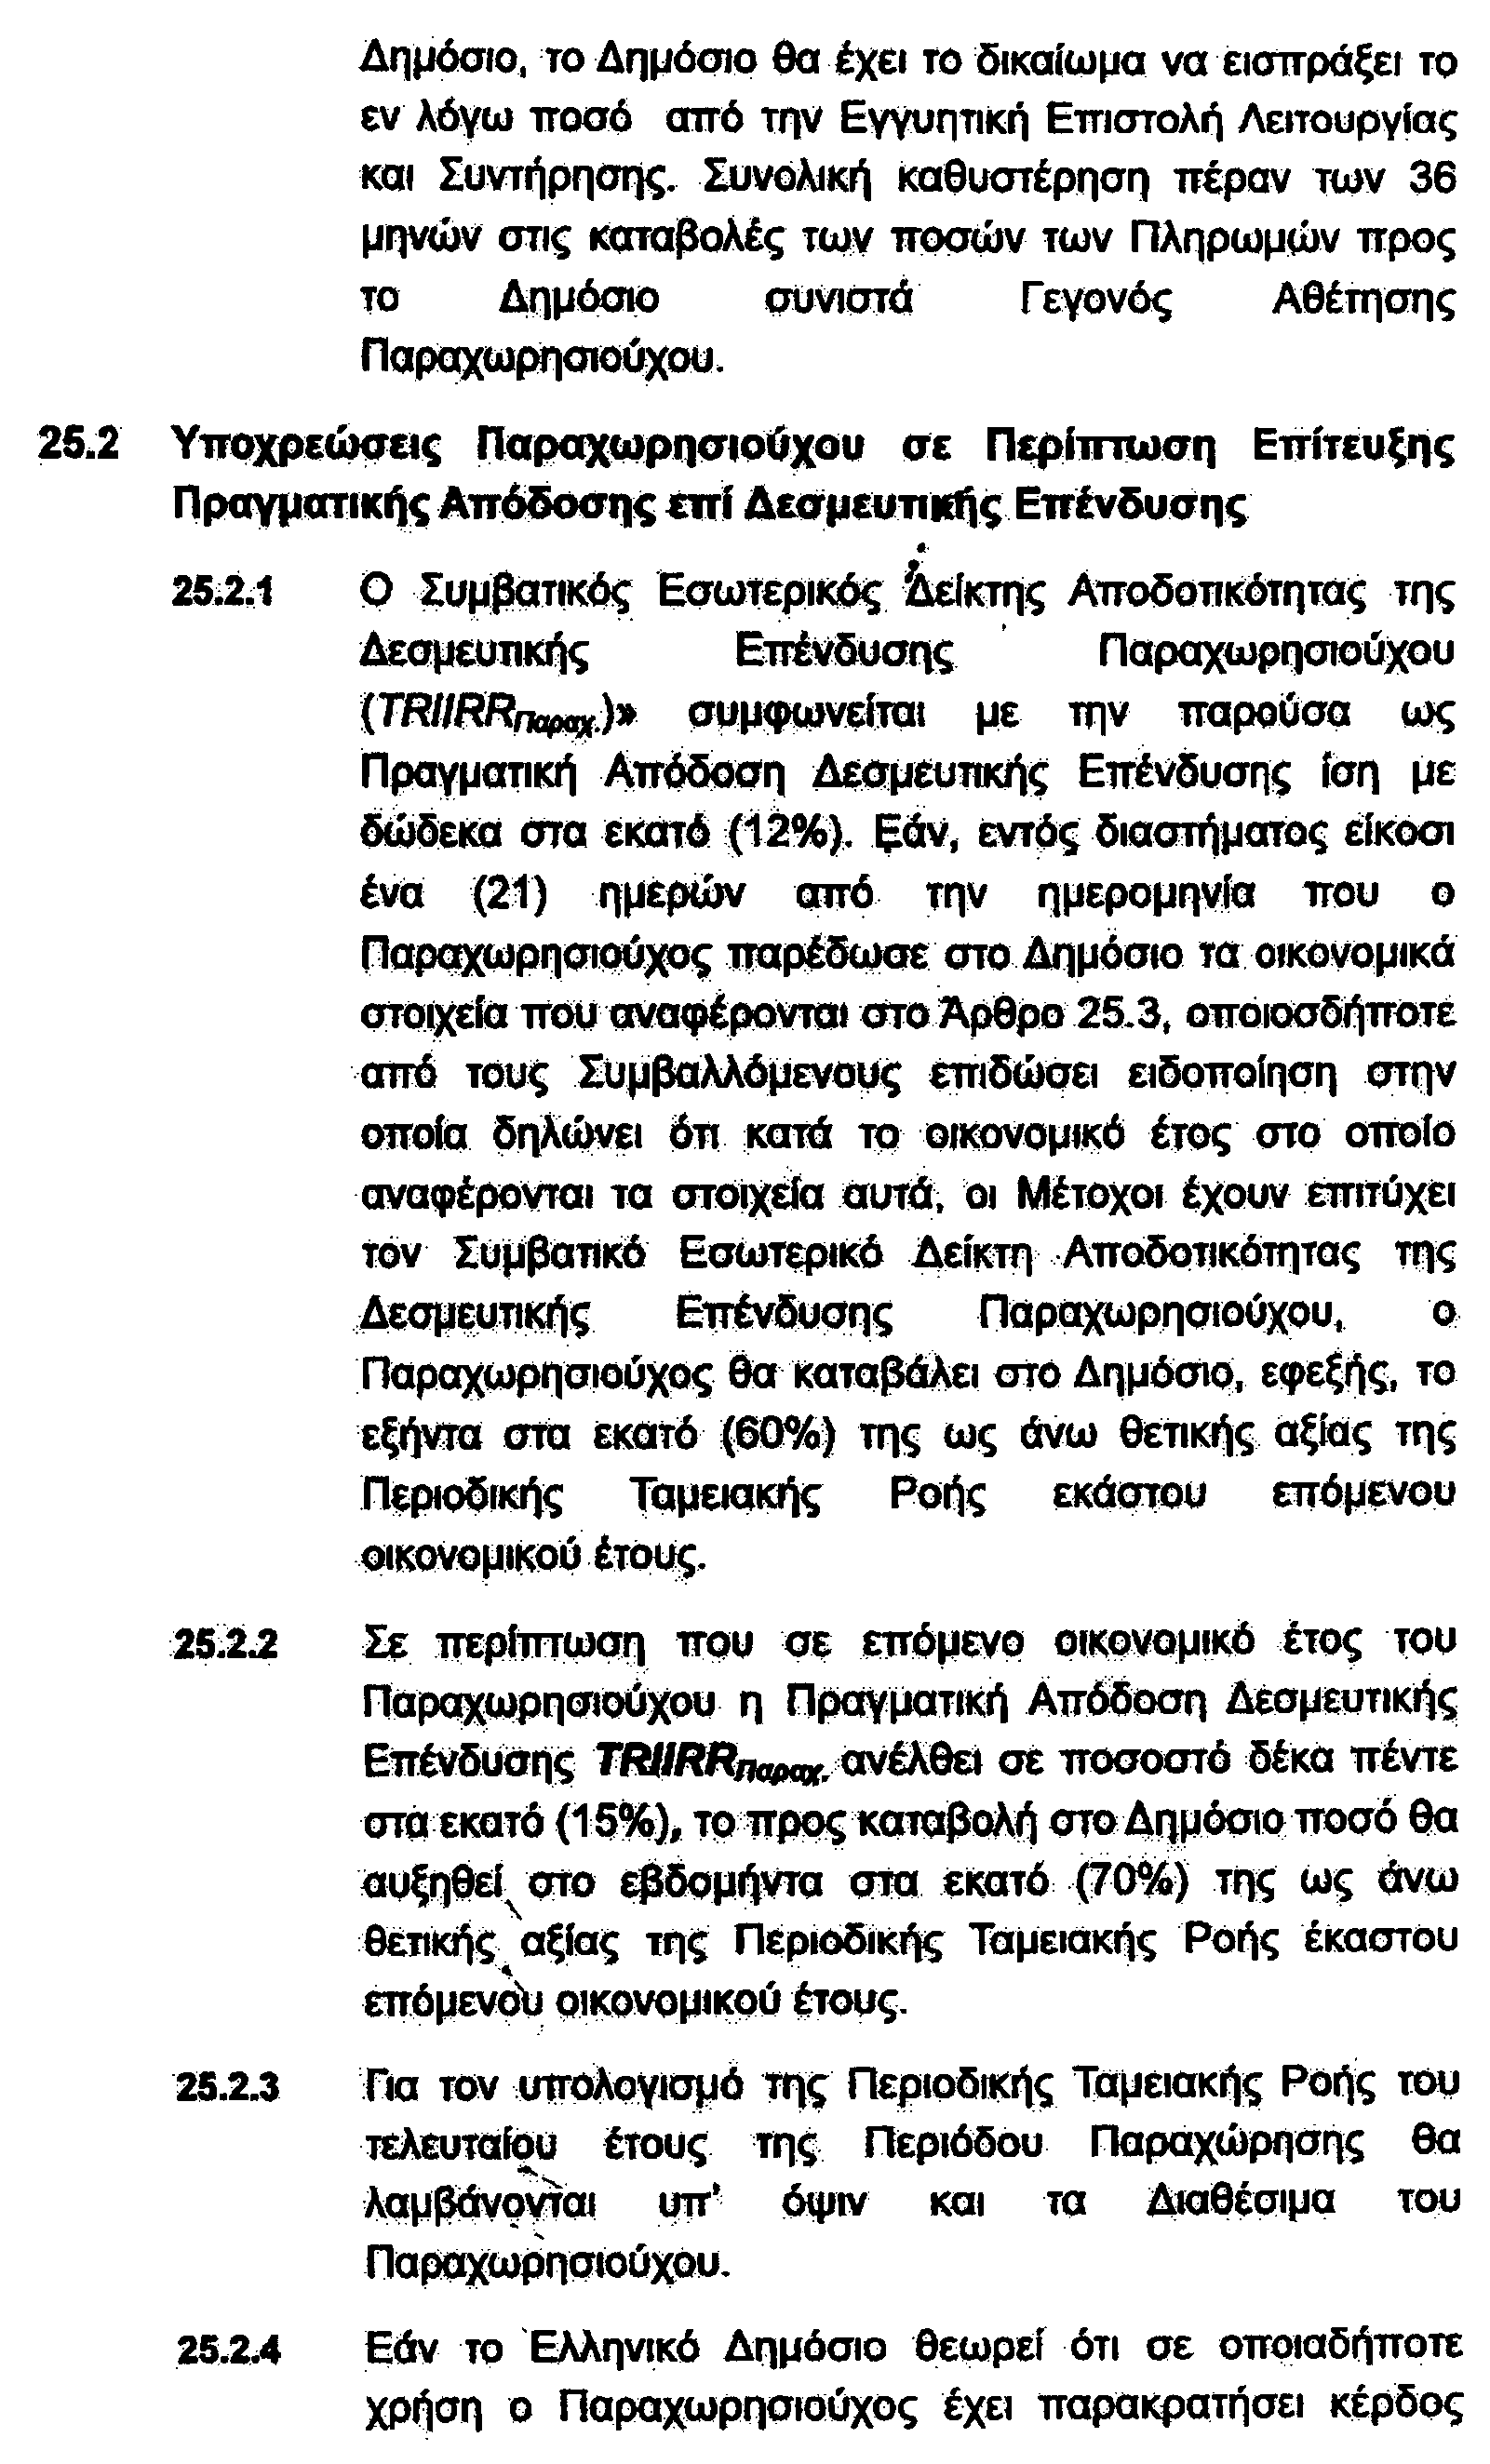 Δημόσιο, το Δημόσιο θα έχει το δικαίωμα να εισπράξει το
εν λόγω ποσό από την Εγγυητική Επιστολή Λειτουργίας
και Συντήρησης. Συνολική καθυστέρηση πέραν των 36
μηνών στις καταβολές των ποσών των Πληρωμών προς
το Δημόσιο συνιστά Γεγονός Αθέτησης
Παραχωρησιούχου.
25.2 Υποχρεώσεις Παραχωρησιούχου σε Περίπτωση Επίτευξης
Πραγματικής Απόδοσης επί Δεσμευτικής Επένδυσης
25.2.1 Ο Συμβατικός Εσωτερικός Δείκτης Αποδοτικότητας της
Δεσμευτικής Επένδυσης Παραχωρησιούχου
(TRIIRRΠαραχ.)» συμφωνείται με την παρούσα ως
Πραγματική Απόδοση Δεσμευτικής Επένδυσης ίση με
δώδεκα στα εκατό (12%). Εάν, εντός διαστήματος είκοσι
ένα (21) ημερών από την ημερομηνία που ο
Παραχωρησιούχος παρέδωσε στο Δημόσιο τα οικονομικά
στοιχεία που αναφέρονται στο Άρθρο 25.3, οποιοσδήποτε
από τους Συμβαλλόμενους επιδώσει ειδοποίηση στην
οποία δηλώνει ότι κατά το οικονομικό έτος στο οποίο
αναφέρονται τα στοιχεία αυτά, οι Μέτοχοι έχουν επιτύχει
τον Συμβατικό Εσωτερικό Δείκτη Αποδοτικότητας της
Δεσμευτικής Επένδυσης Παραχωρησιούχου, ο
Παραχωρησιούχος θα καταβάλει στο Δημόσιο, εφεξής, το
εξήντα στα εκατό (60%) της ως άνω θετικής αξίας της
Περιοδικής Ταμειακής Ροής εκάστου επόμενου
οικονομικού έτους.
25.2.2 Σε περίπτωση που σε επόμενο οικονομικό έτος του
Παραχωρησιούχου η Πραγματική Απόδοση Δεσμευτικής
Επένδυσης TRIIRRΠαραχ. ανέλθει σε ποσοστό δέκα πέντε
στα εκατό (15%), το προς καταβολή στο Δημόσιο ποσό θα
αυξηθεί στο εβδομήντα στα εκατό (70%) της ως άνω
θετικής αξίας της Περιοδικής Ταμειακής Ροής έκαστου
επόμενου οικονομικού έτους.
25.2.3 Για τον υπολογισμό της Περιοδικής Ταμειακής Ροής του
τελευταίου έτους της Περιόδου Παραχώρησης θα
λαμβάνονται υπ' όψιν και τα Διαθέσιμα του
Παραχωρησιούχου.
25.2.4 Εάν το Ελληνικό Δημόσιο θεωρεί ότι σε οποιαδήποτε
χρήση ο Παραχωρησιούχος έχει παρακρατήσει κέρδος